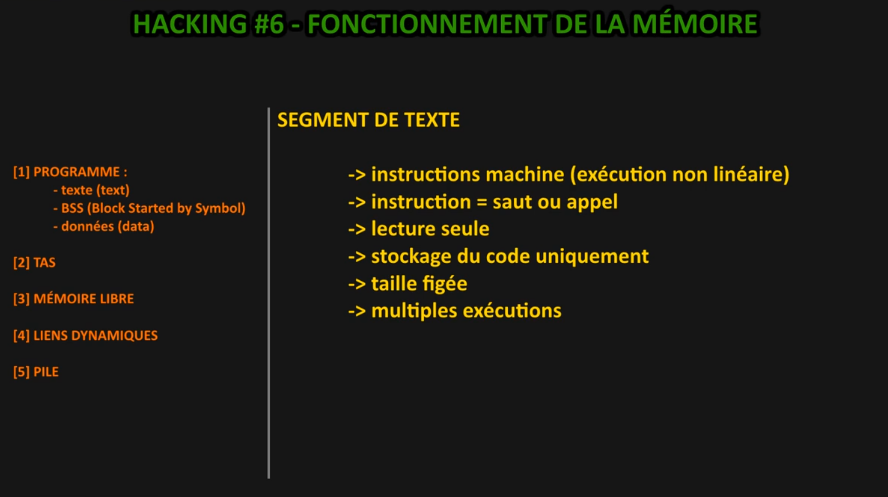 HACKING #6 - FONCTIONNEMENT DE LA MÉMOIRE
[1] PROGRAMME :
- texte (text)
- BSS (Block Started by Symbol)
- données (data)
[2] TAS
[3] MÉMOIRE LIBRE
[4] LIENS DYNAMIQUES
[5] PILE
SEGMENT DE TEXTE
-> instructions machine (exécution non linéaire)
-> instruction = saut ou appel
-> lecture seule
-> stockage du code uniquement
-> taille figée
-> multiples exécutions